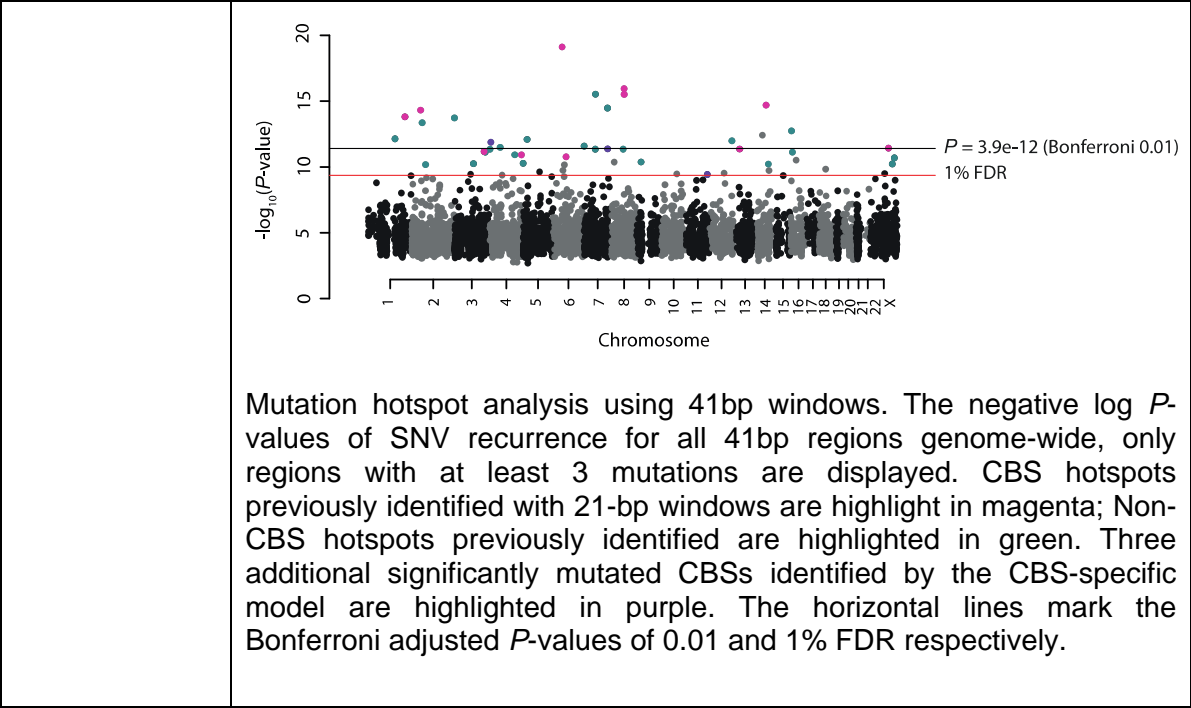 20
15
10
5
0
-log10(P-value)
P = 3.9e-12 (Bonferroni 0.01)
1% FDR
1 2 3 4 5 6 7 8 9 10 11 12 13 14 15 16 17 18 19 20 21 22 X
Chromosome
Mutation hotspot analysis using 41bp windows. The negative log P-
values of SNV recurrence for all 41bp regions genome-wide, only
regions with at least 3 mutations are displayed. CBS hotspots
previously identified with 21-bp windows are highlight in magenta; Non-
CBS hotspots previously identified are highlighted in green. Three
additional significantly mutated CBSs identified by the CBS-specific
model are highlighted in purple. The horizontal lines mark the
Bonferroni adjusted P-values of 0.01 and 1% FDR respectively.